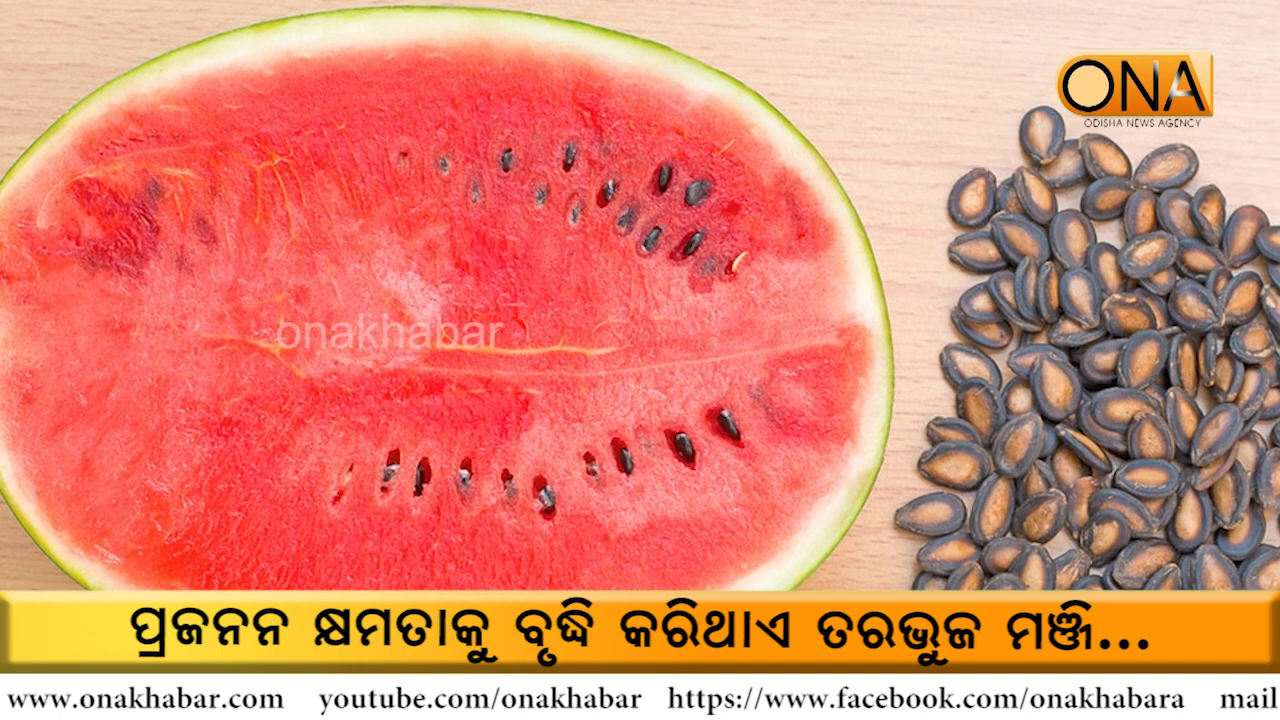 ONA
ODISHA NEWS AGENCY
onakhabar
ପ୍ରଜନନ କ୍ଷମତାକୁ ବୃଦ୍ଧି କରିଥାଏ ତରଭୁଜ ମଞ୍ଜି...
www.onakhabar.com youtube.com/onakhabar https://www.facebook.com/onakhabara mail